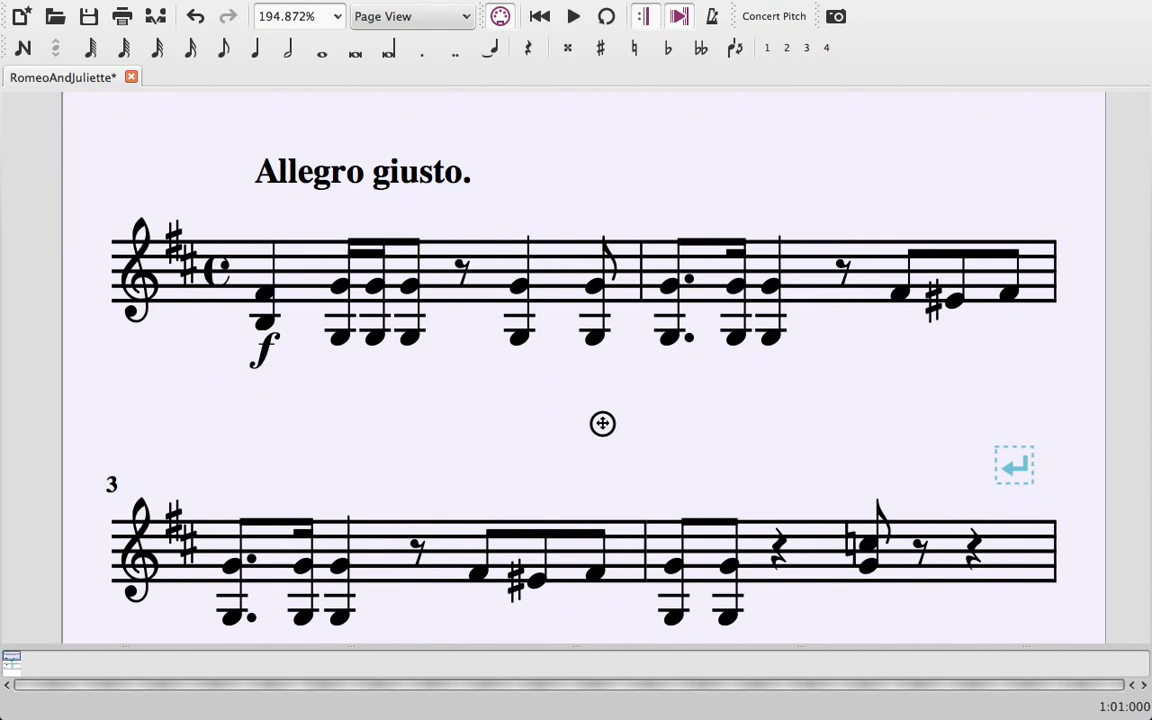 194.872% Page View Concert Pitch
N 1 2 3 4
RomeoAndJuliette*
Allegro giusto.
f
3
1:01:000